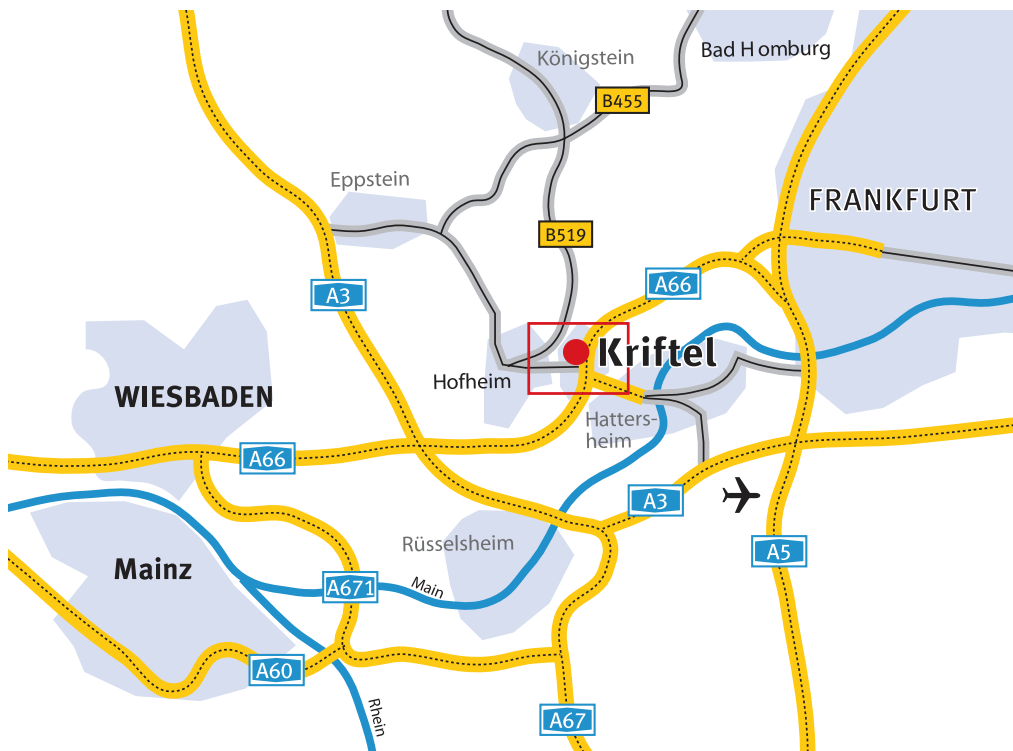 Bad Homburg
Königstein
B455
Eppstein
FRANKFURT
B519
A66
A3
Kriftel
Hofheim
WIESBADEN
Hatters-
heim
A66
A3
Rüsselsheim
A5
Mainz
A671
Main
A60
Rhein
A67